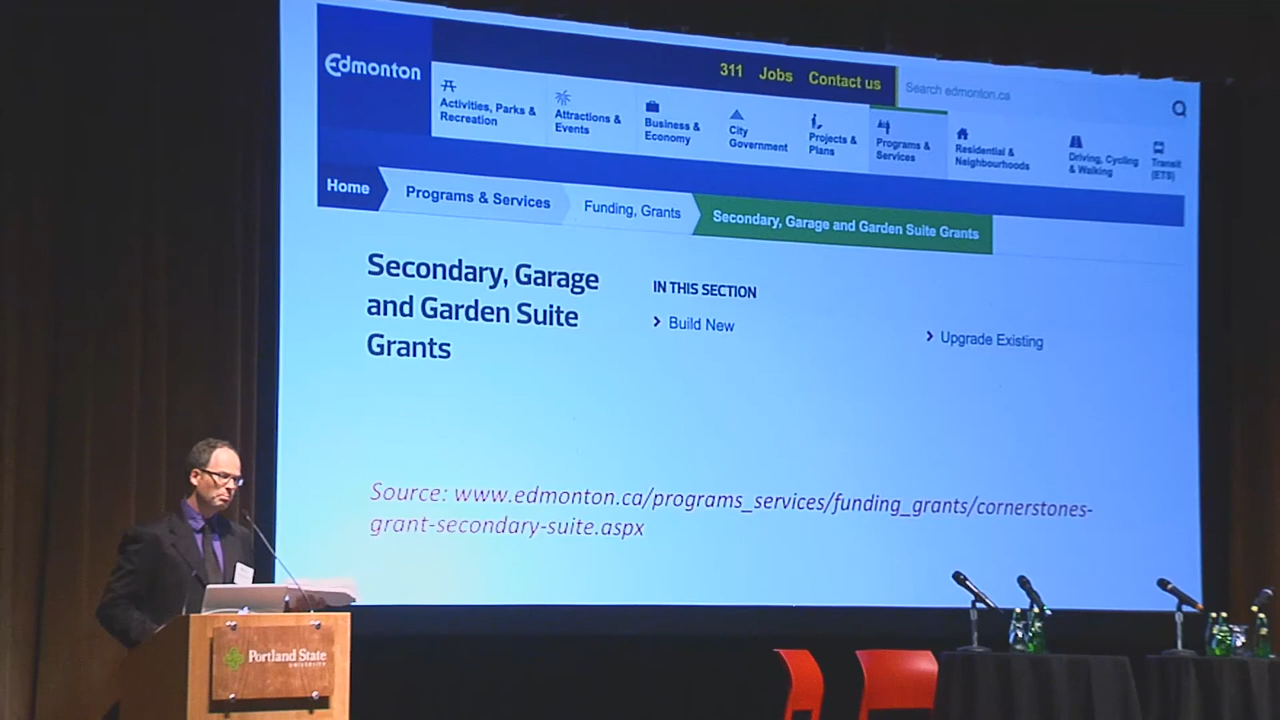 Edmonton
311 Jobs Contact us
Search edmonton.ca
Activities, Parks &
Recreation
Attractions &
Events
Business &
Economy
City
Government
Projects &
Plans
Programs &
Services
Residential &
Neighbourhoods
Driving, Cycling
& Walking
Transit
(ETS)
Home
Programs & Services
Funding, Grants
Secondary, Garage and Garden Suite Grants
Secondary, Garage
and Garden Suite
Grants
IN THIS SECTION
Build New
Upgrade Existing
Source: www.edmonton.ca/programs_services/funding_grants/cornerstones-
grant-secondary-suite.aspx
Portland State
UNIVERSITY